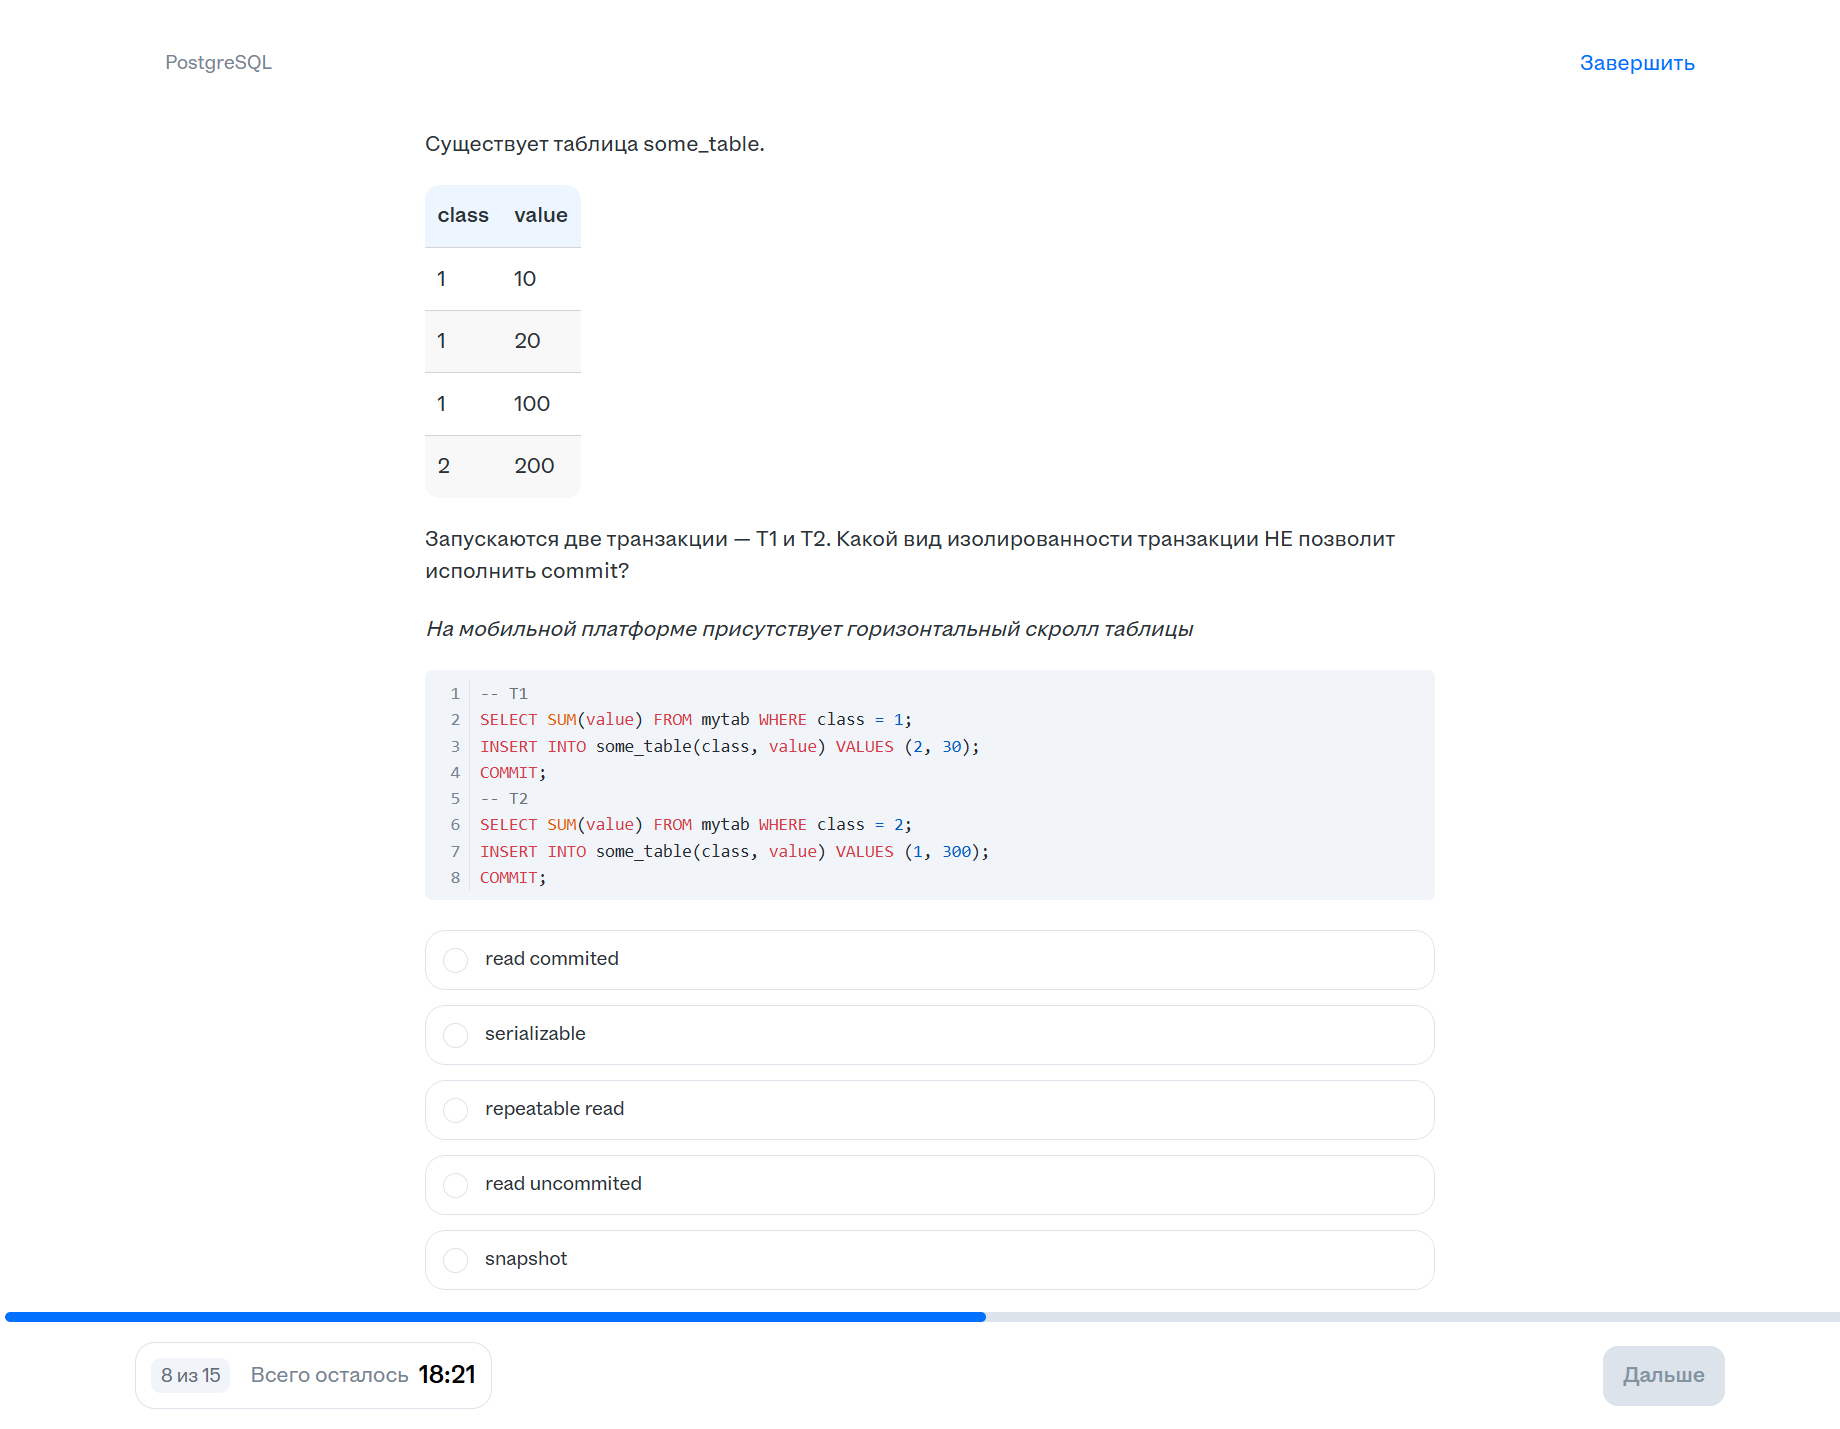 PostgreSQL
Завершить
Существует таблица some_table.
class value
1 10
1 20
1 100
2 200
Запускаются две транзакции — T1 и T2. Какой вид изолированности транзакции НЕ позволит
исполнить commit?
На мобильной платформе присутствует горизонтальный скролл таблицы
1 -- T1
2 SELECT SUM(value) FROM mytab WHERE class = 1;
3 INSERT INTO some_table(class, value) VALUES (2, 30);
4 COMMIT;
5 -- T2
6 SELECT SUM(value) FROM mytab WHERE class = 2;
7 INSERT INTO some_table(class, value) VALUES (1, 300);
8 COMMIT;
read commited
serializable
repeatable read
read uncommited
snapshot
8 из 15 Всего осталось 18:21
Дальше